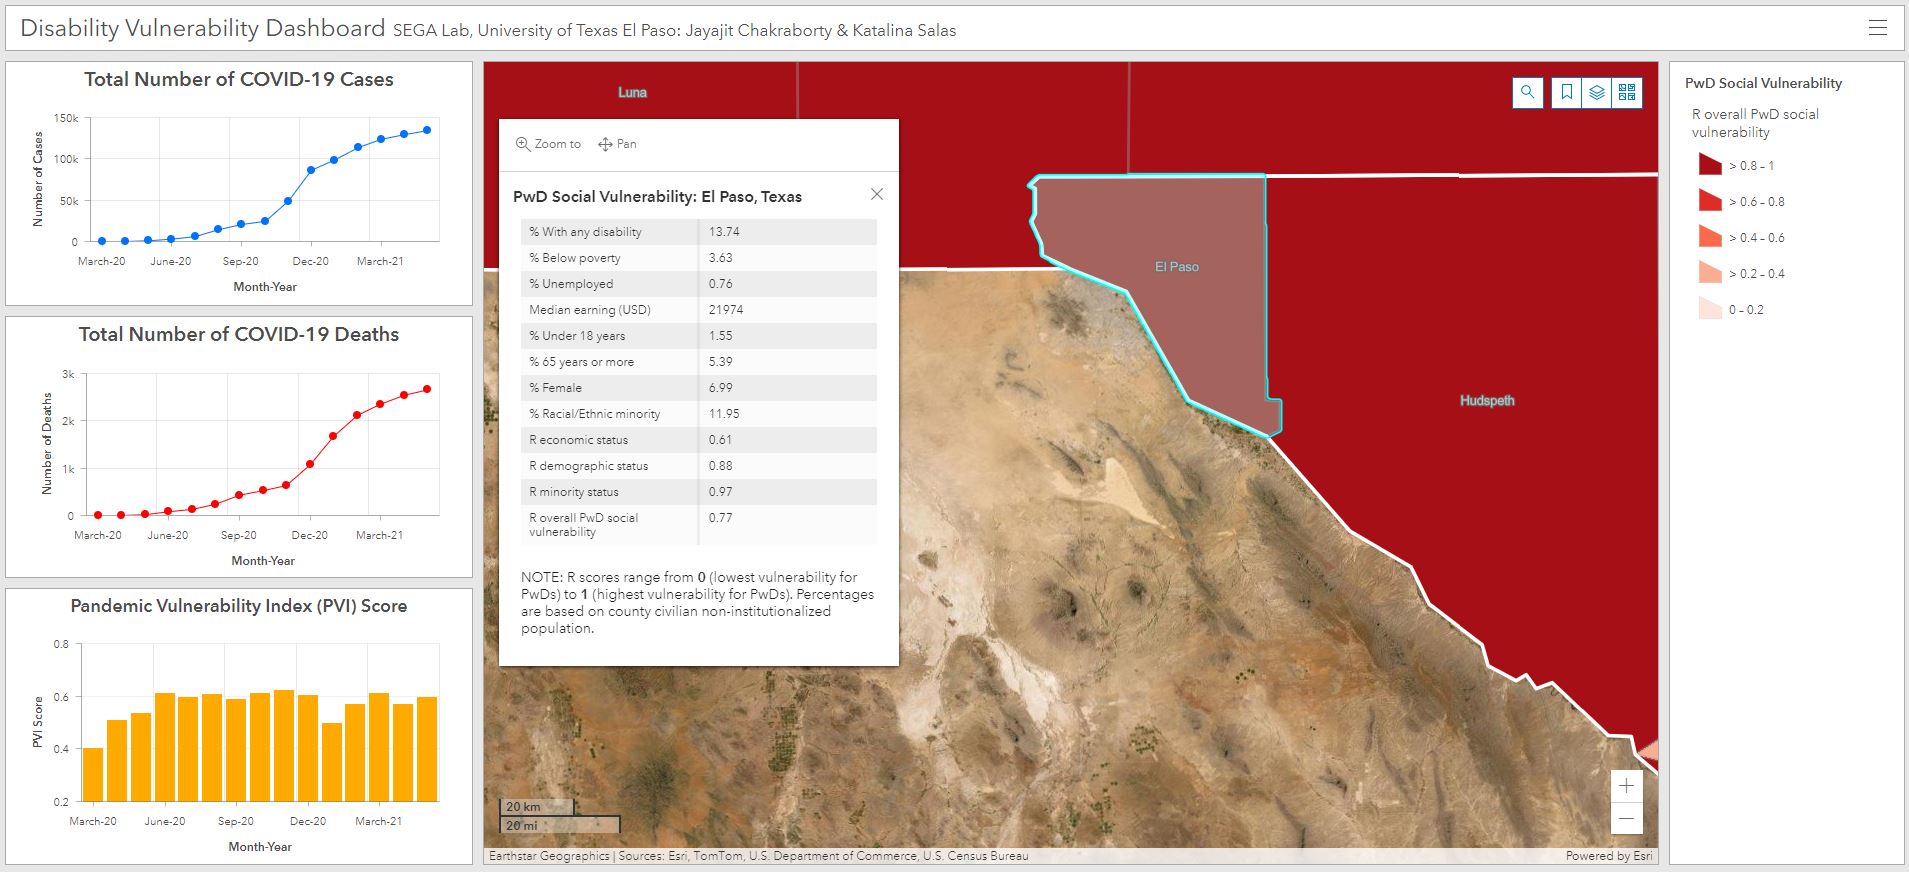 Disability Vulnerability Dashboard SEGA Lab, University of Texas El Paso: Jayajit Chakraborty & Katalina Salas
Total Number of COVID-19 Cases
Number of Cases
150k
100k
50k
0
March-20 June-20 Sep-20 Dec-20 March-21
Month-Year
Total Number of COVID-19 Deaths
Number of Deaths
3k
2k
1k
0
March-20 June-20 Sep-20 Dec-20 March-21
Month-Year
Pandemic Vulnerability Index (PVI) Score
PVI Score
0.8
0.6
0.4
0.2
March-20 June-20 Sep-20 Dec-20 March-21
Month-Year
Luna
Zoom to Pan
PwD Social Vulnerability: El Paso, Texas
% With any disability 13.74
% Below poverty 3.63
% Unemployed 0.76
Median earning (USD) 21974
% Under 18 years 1.55
% 65 years or more 5.39
% Female 6.99
% Racial/Ethnic minority 11.95
R economic status 0.61
R demographic status 0.88
R minority status 0.97
R overall PwD social 0.77
vulnerability
NOTE: R scores range from 0 (lowest vulnerability for
PwDs) to 1 (highest vulnerability for PwDs). Percentages
are based on county civilian non-institutionalized
population.
El Paso
Hudspeth
20 km
20 mi
Earthstar Geographics | Sources: Esri, TomTom, U.S. Department of Commerce, U.S. Census Bureau
Powered by Esri
PwD Social Vulnerability
R overall PwD social
vulnerability
> 0.8 – 1
> 0.6 – 0.8
> 0.4 – 0.6
> 0.2 – 0.4
0 – 0.2